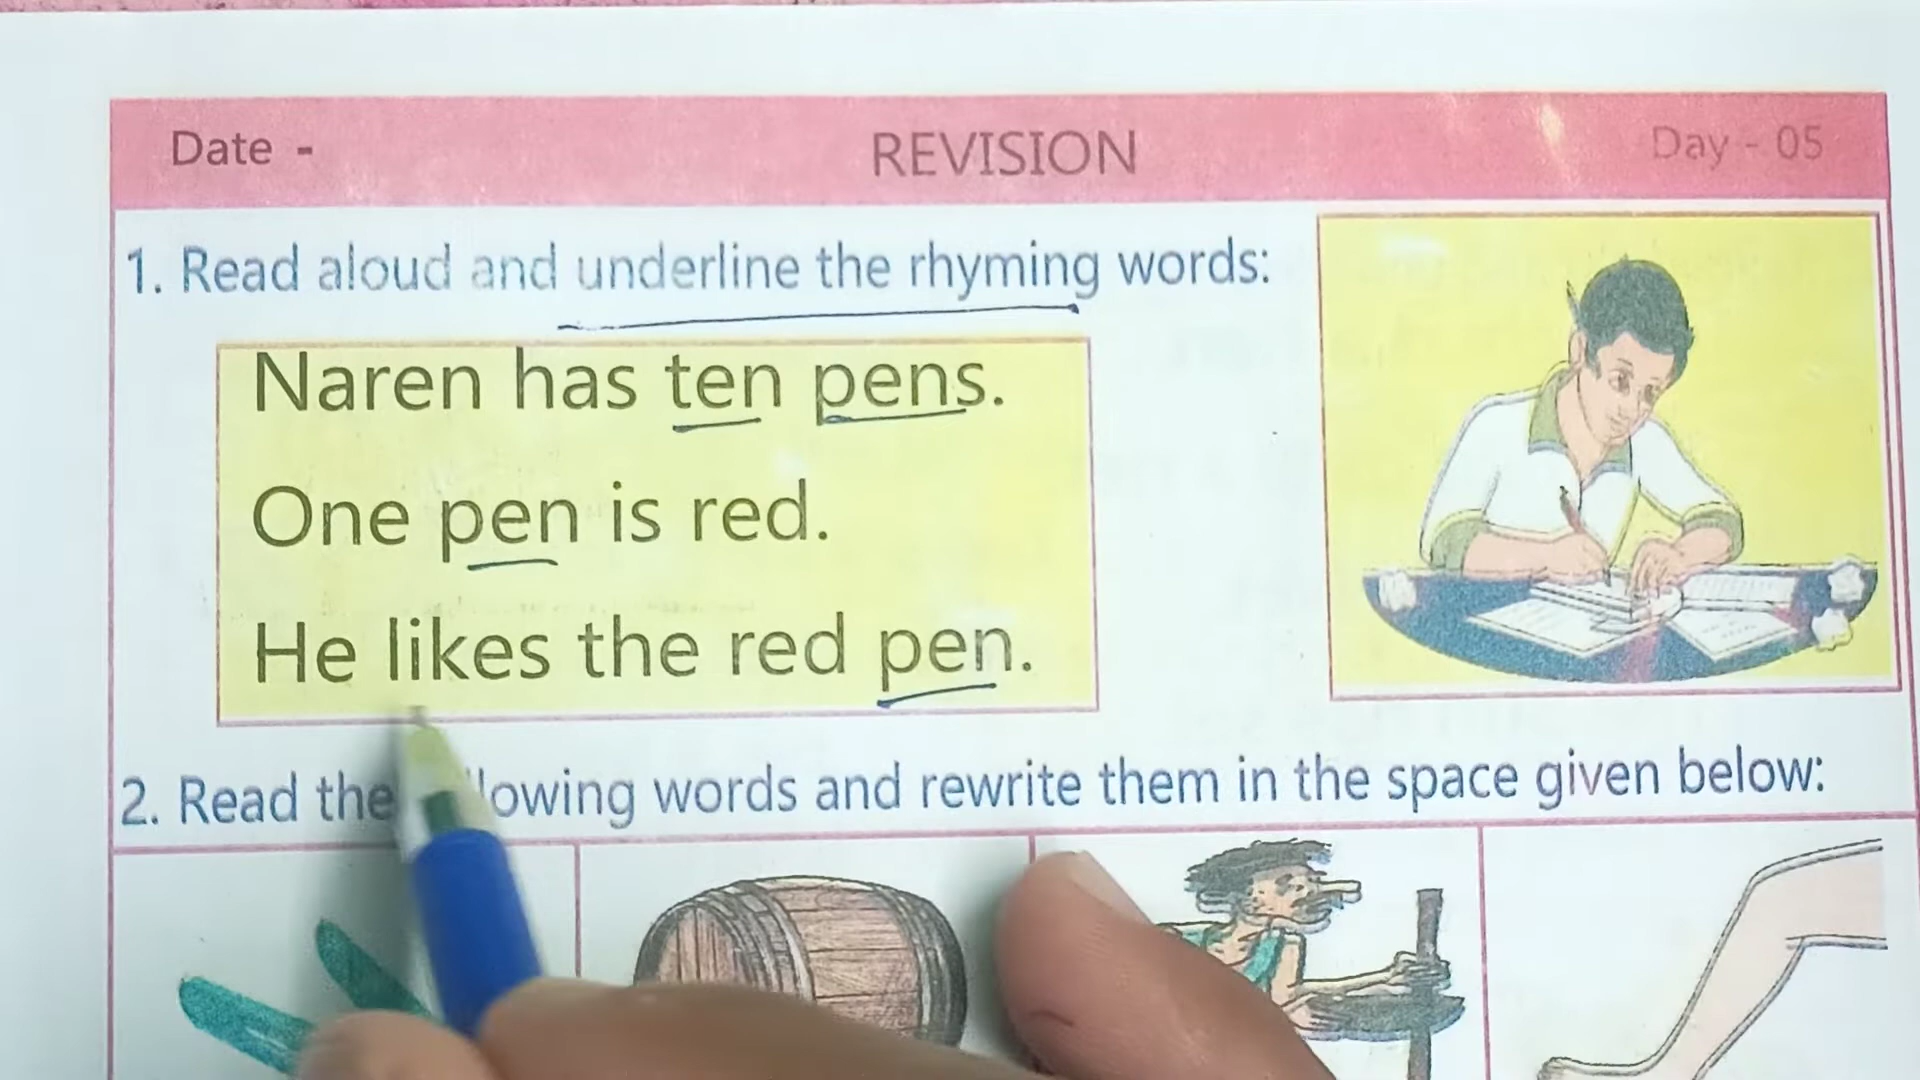 Date -
REVISION
Day - 05
1. Read aloud and underline the rhyming words:
Naren has ten pens.
One pen is red.
He likes the red pen.
2. Read the lowing words and rewrite them in the space given below: